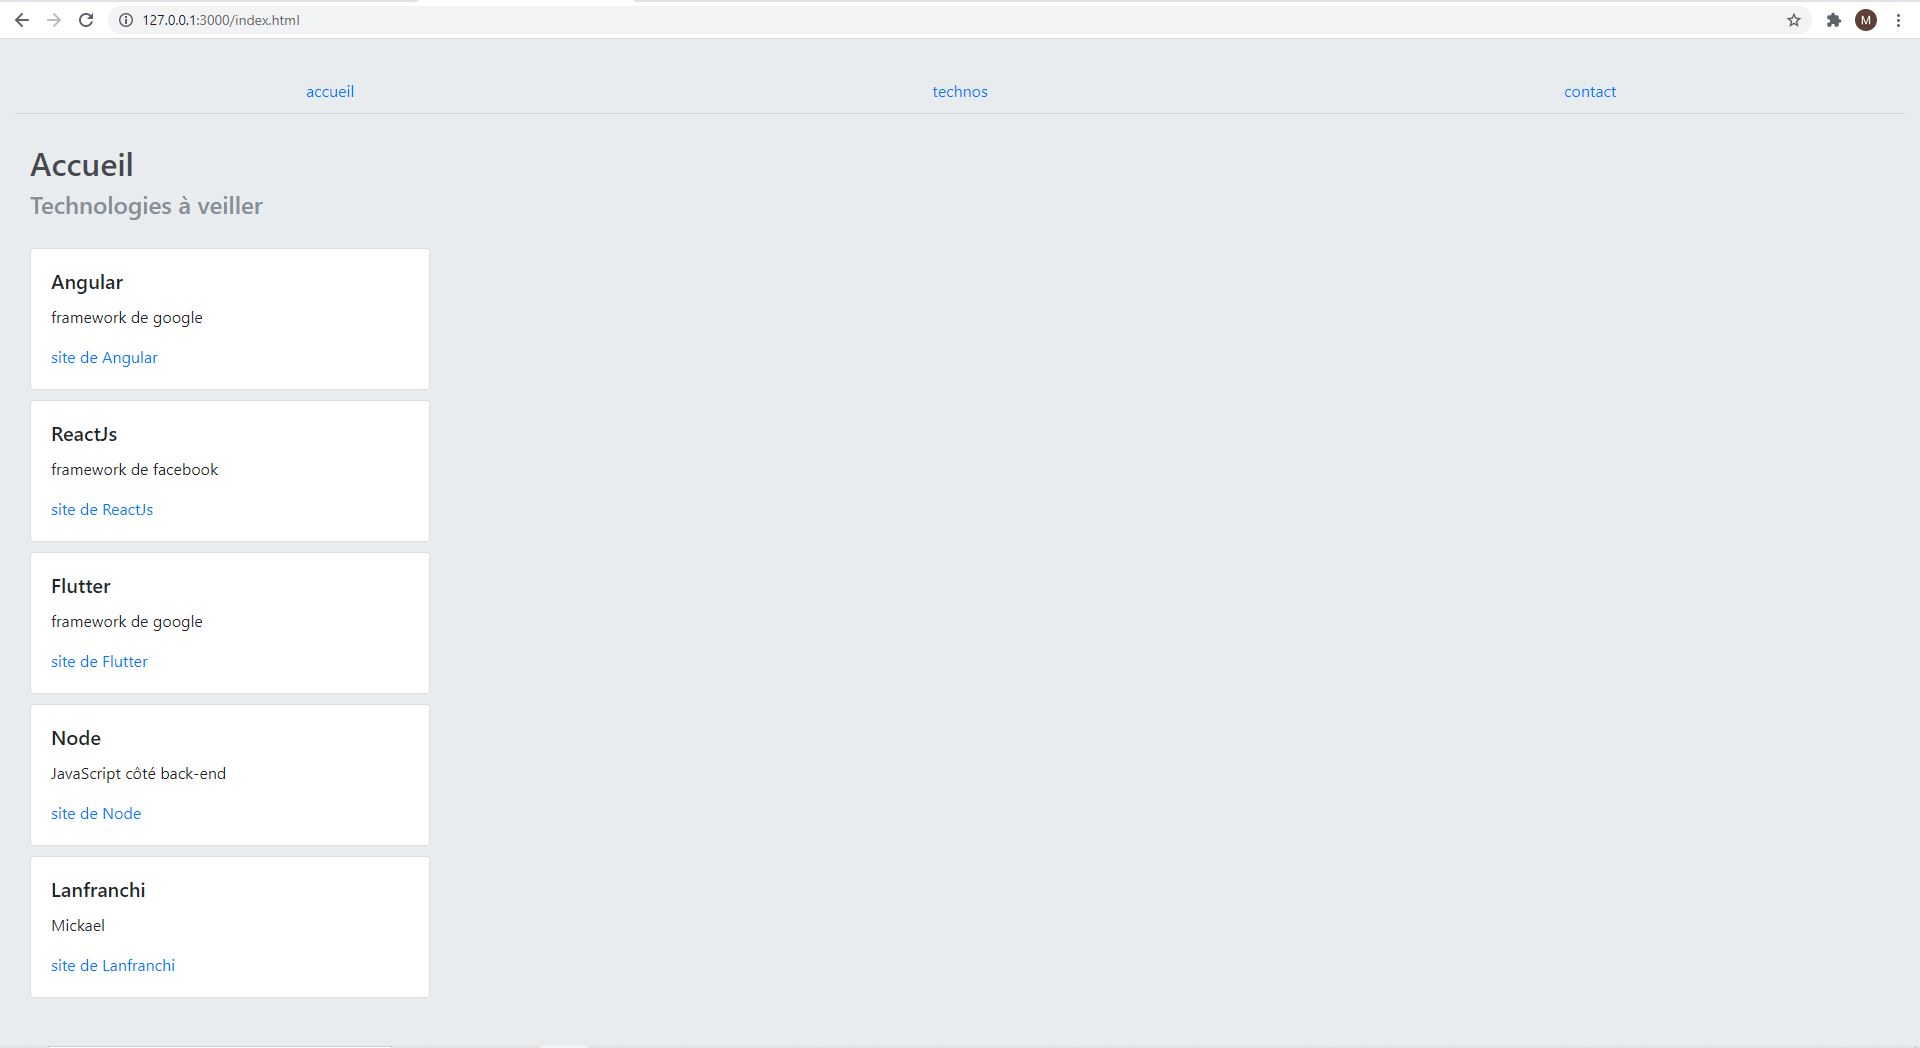 127.0.0.1:3000/index.html
M
accueil technos contact
Accueil
Technologies à veiller
Angular
framework de google
site de Angular
ReactJs
framework de facebook
site de ReactJs
Flutter
framework de google
site de Flutter
Node
JavaScript côté back-end
site de Node
Lanfranchi
Mickael
site de Lanfranchi